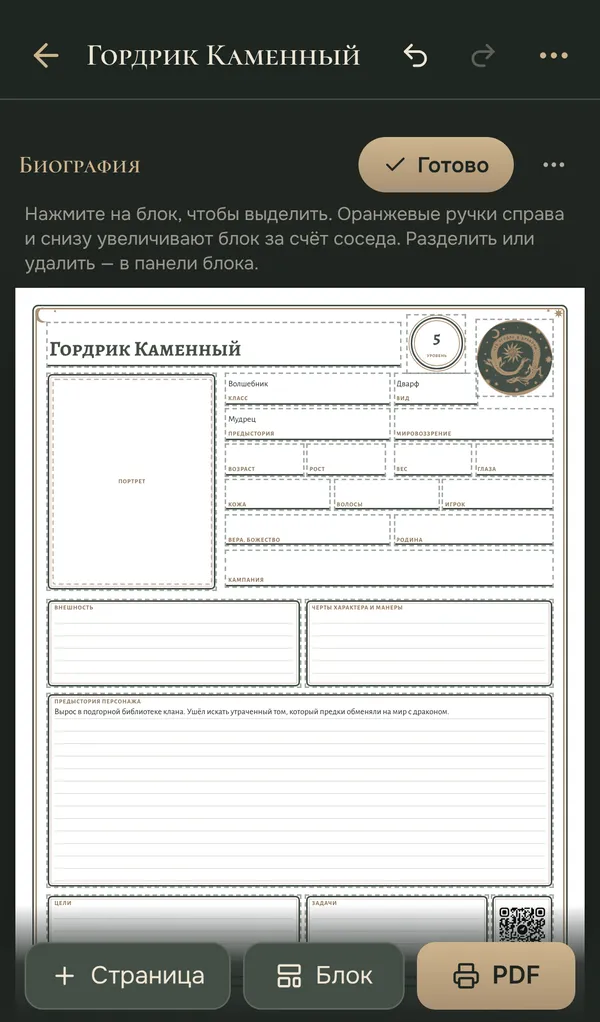 Гордрик Каменный
Биография
Готово
Нажмите на блок, чтобы выделить. Оранжевые ручки справа
и снизу увеличивают блок за счёт соседа. Разделить или
удалить — в панели блока.
Гордрик Каменный
5
УРОВЕНЬ
Волшебник
КЛАСС
Дварф
ВИД
Мудрец
ПРЕДЫСТОРИЯ
МИРОВОЗЗРЕНИЕ
ВОЗРАСТ
РОСТ
ВЕС
ГЛАЗА
КОЖА
ВОЛОСЫ
ИГРОК
ВЕРА, БОЖЕСТВО
РОДИНА
КАМПАНИЯ
ПОРТРЕТ
ВНЕШНОСТЬ
ЧЕРТЫ ХАРАКТЕРА И МАНЕРЫ
ПРЕДЫСТОРИЯ ПЕРСОНАЖА
Вырос в подгорной библиотеке клана. Ушёл искать утраченный том, который предки обменяли на мир с драконом.
ЦЕЛИ
ЗАДАЧИ
Страница
Блок
PDF